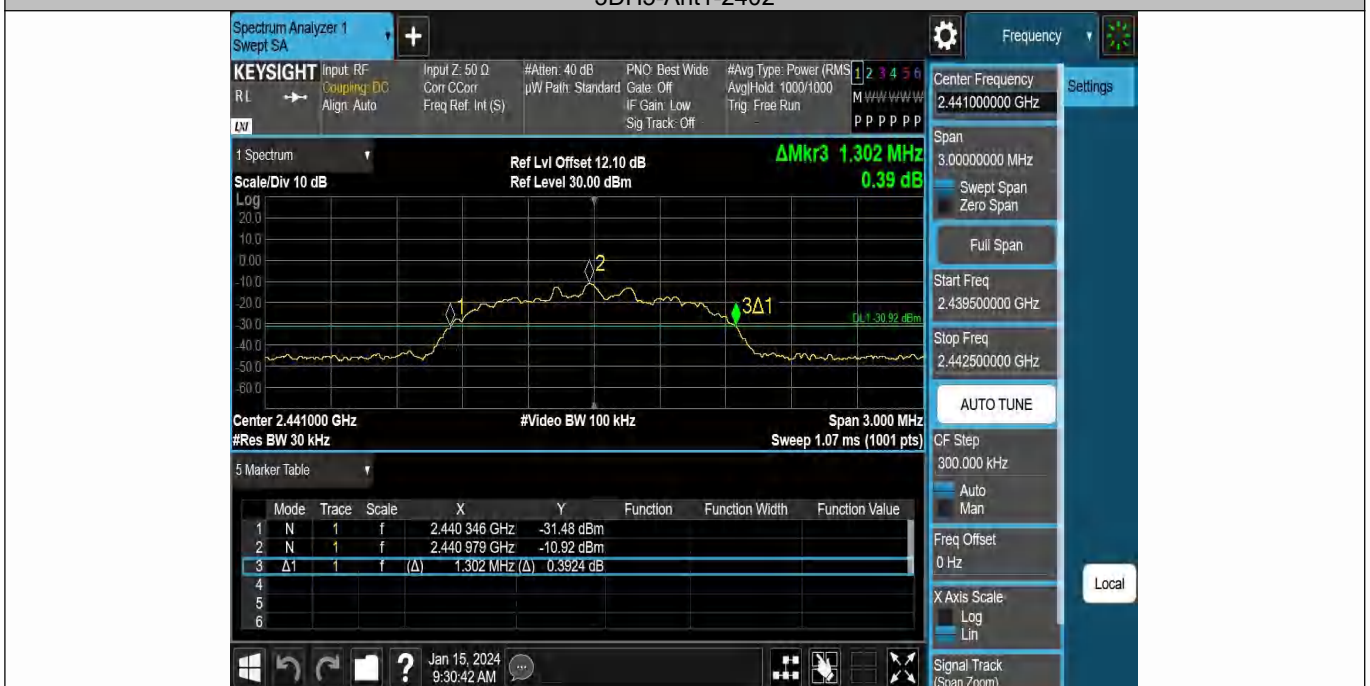 3DH5-Ant1-2402
Spectrum Analyzer 1
Swept SA
+
Frequency
KEYSIGHT
RL
LXI
Input: RF
Coupling: DC
Align: Auto
Input Z: 50 Ω
Corr CCorr
Freq Ref: Int (S)
#Atten: 40 dB
µW Path: Standard
PNO: Best Wide
Gate: Off
IF Gain: Low
Sig Track: Off
#Avg Type: Power (RMS
Avg|Hold: 1000/1000
Trig: Free Run
1 2 3 4 5 6
M W W W W W
P P P P P P
1 Spectrum
Scale/Div 10 dB
Log
Ref Lvl Offset 12.10 dB
Ref Level 30.00 dBm
ΔMkr3 1.302 MHz
0.39 dB
20.0
10.0
0.00
-10.0
-20.0
-30.0
-40.0
-50.0
-60.0
1
2
3Δ1
DL1 -30.92 dBm
Center 2.441000 GHz
#Video BW 100 kHz
Span 3.000 MHz
#Res BW 30 kHz
Sweep 1.07 ms (1001 pts)
5 Marker Table
Mode Trace Scale X Y Function Function Width Function Value
1 N 1 f 2.440 346 GHz -31.48 dBm
2 N 1 f 2.440 979 GHz -10.92 dBm
3 Δ1 1 f (Δ) 1.302 MHz (Δ) 0.3924 dB
4
5
6
Jan 15, 2024
9:30:42 AM
Center Frequency
2.441000000 GHz
Settings
Span
3.00000000 MHz
Swept Span
Zero Span
Full Span
Start Freq
2.439500000 GHz
Stop Freq
2.442500000 GHz
AUTO TUNE
CF Step
300.000 kHz
Auto
Man
Freq Offset
0 Hz
X Axis Scale
Log
Lin
Local
Signal Track
(Span Zoom)